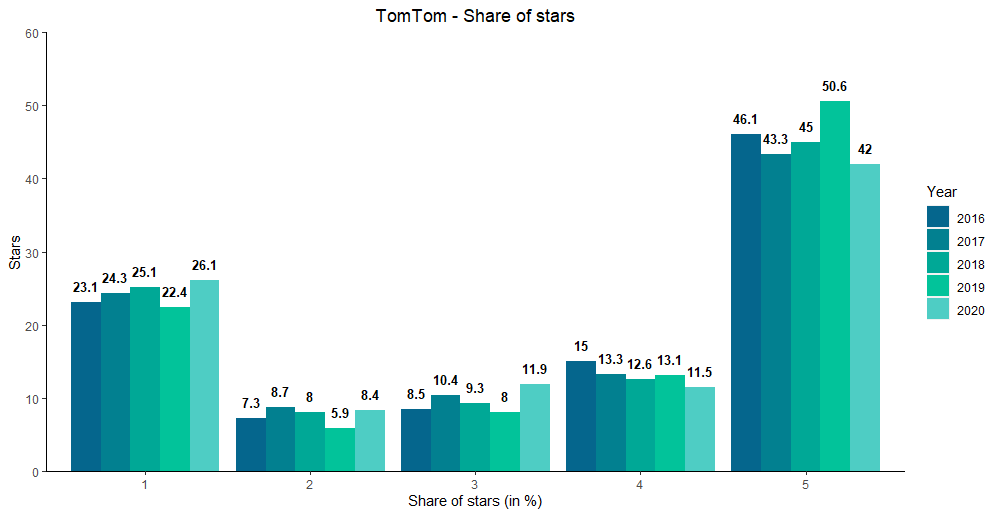 TomTom - Share of stars
60
50
40
30
20
10
0
Stars
23.1 24.3 25.1 22.4 26.1
7.3 8.7 8 5.9 8.4
8.5 10.4 9.3 8 11.9
15 13.3 12.6 13.1 11.5
46.1 43.3 45 50.6 42
1 2 3 4 5
Share of stars (in %)
Year
2016
2017
2018
2019
2020